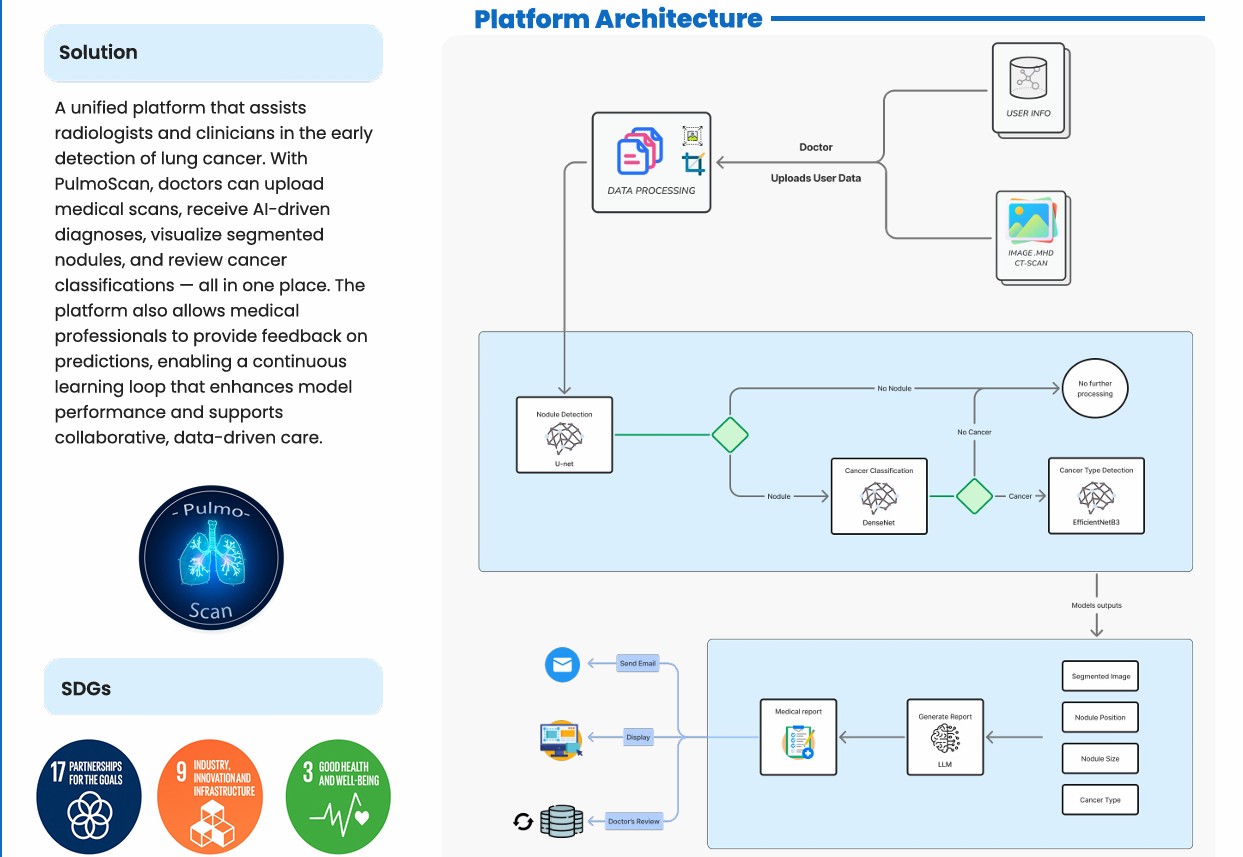 Solution
A unified platform that assists
radiologists and clinicians in the early
detection of lung cancer. With
PulmoScan, doctors can upload
medical scans, receive AI-driven
diagnoses, visualize segmented
nodules, and review cancer
classifications — all in one place. The
platform also allows medical
professionals to provide feedback on
predictions, enabling a continuous
learning loop that enhances model
performance and supports
collaborative, data-driven care.
- Pulmo -
Scan
SDGs
17 PARTNERSHIPS
FOR THE GOALS
9 INDUSTRY,
INNOVATION AND
INFRASTRUCTURE
3 GOOD HEALTH
AND WELL-BEING
Platform Architecture
USER INFO
IMAGE .MHD
CT-SCAN
Doctor
Uploads User Data
DATA PROCESSING
Nodule Detection
U-net
No Nodule
No further
processing
Nodule
Cancer Classification
DenseNet
No Cancer
Cancer
Cancer Type Detection
EfficientNetB3
Models outputs
Segmented Image
Nodule Position
Nodule Size
Cancer Type
Generate Report
LLM
Medical report
Send Email
Display
Doctor's Review